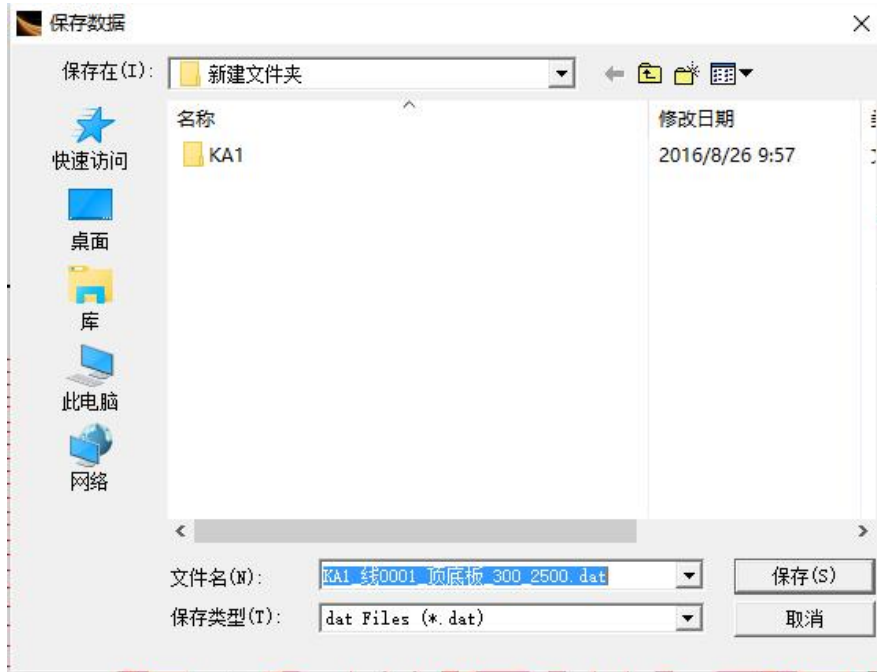 保存数据
保存在(I):
新建文件夹
快速访问
桌面
库
此电脑
网络
名称
修改日期
KA1
2016/8/26 9:57
文件名(N):
KA1_线0001_顶底板_300_2500.dat
保存(S)
保存类型(T):
dat Files (*.dat)
取消